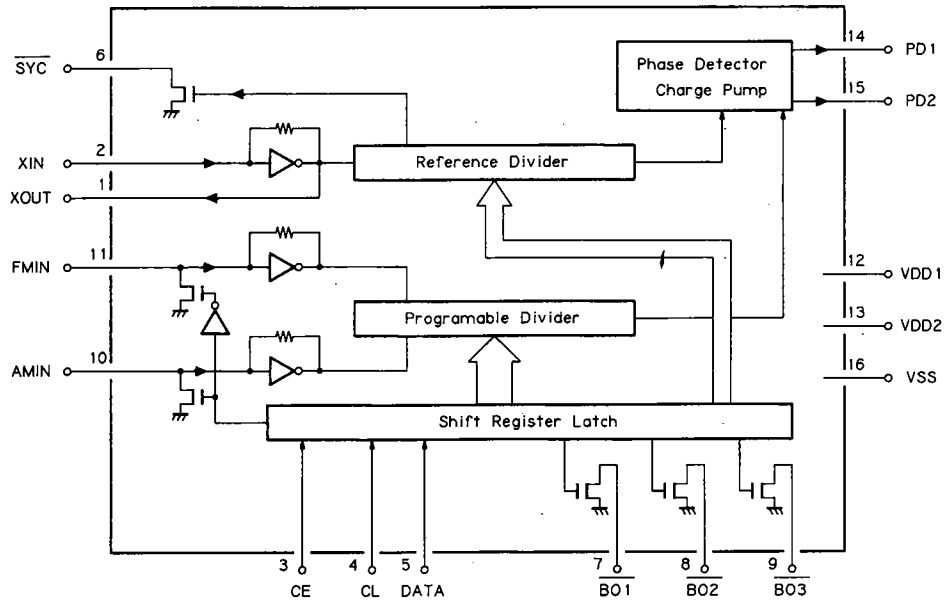 6
SYC
2
XIN
1
XOUT
11
FMIN
10
AMIN
Phase Detector
Charge Pump
Reference Divider
Programable Divider
Shift Register Latch
14
PD1
15
PD2
12
VDD1
13
VDD2
16
VSS
3
CE
4
CL
5
DATA
7
BO1
8
BO2
9
BO3